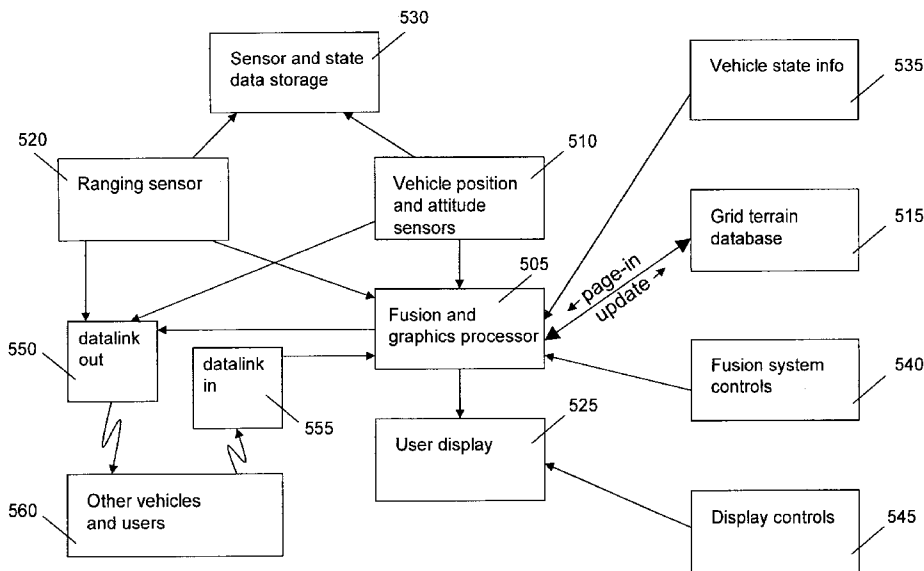 530
Sensor and state
data storage
Vehicle state info
535
520
510
Ranging sensor
Vehicle position
and attitude
sensors
Grid terrain
database
515
505
page-in
update
Fusion and
graphics processor
datalink
out
550
datalink
in
555
Fusion system
controls
540
525
User display
560
Other vehicles
and users
Display controls
545